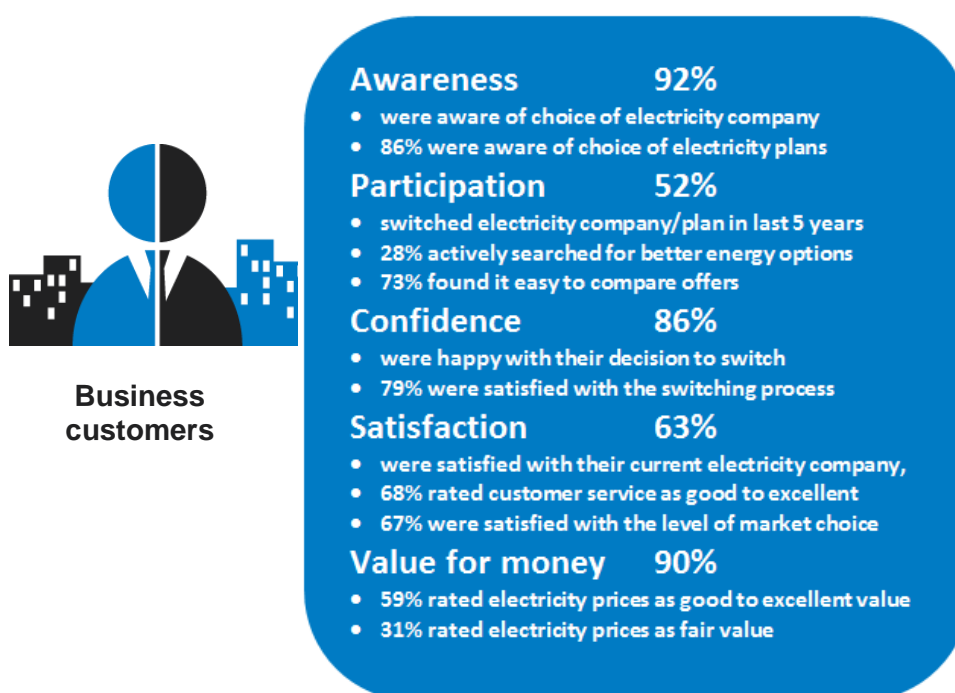 Business
customers
Awareness 92%
• were aware of choice of electricity company
• 86% were aware of choice of electricity plans
Participation 52%
• switched electricity company/plan in last 5 years
• 28% actively searched for better energy options
• 73% found it easy to compare offers
Confidence 86%
• were happy with their decision to switch
• 79% were satisfied with the switching process
Satisfaction 63%
• were satisfied with their current electricity company,
• 68% rated customer service as good to excellent
• 67% were satisfied with the level of market choice
Value for money 90%
• 59% rated electricity prices as good to excellent value
• 31% rated electricity prices as fair value